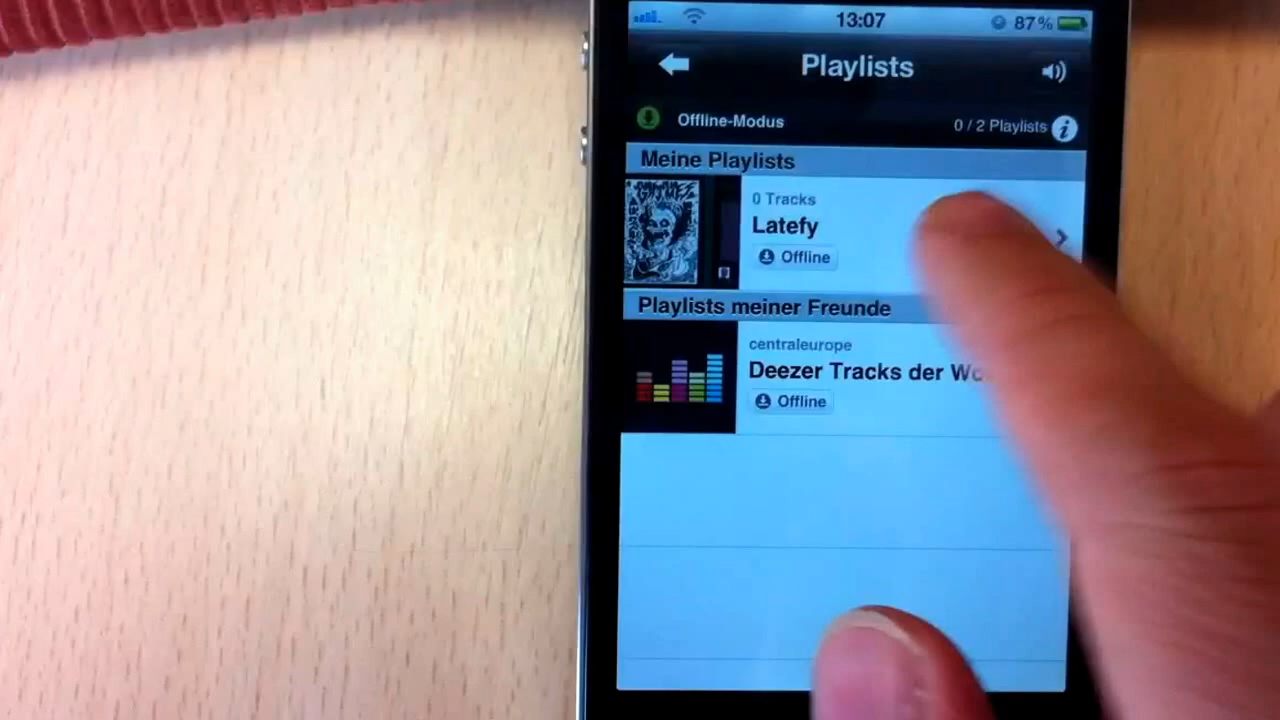 13:07
87%
Playlists
Offline-Modus
0 / 2 Playlists
Meine Playlists
0 Tracks
Latefy
Offline
Playlists meiner Freunde
centraleurope
Deezer Tracks der
Offline